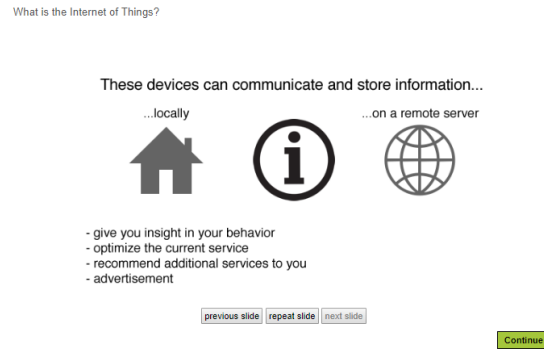 What is the Internet of Things?
These devices can communicate and store information...
...locally
...on a remote server
- give you insight in your behavior
- optimize the current service
- recommend additional services to you
- advertisement
previous slide repeat slide next slide
Continue